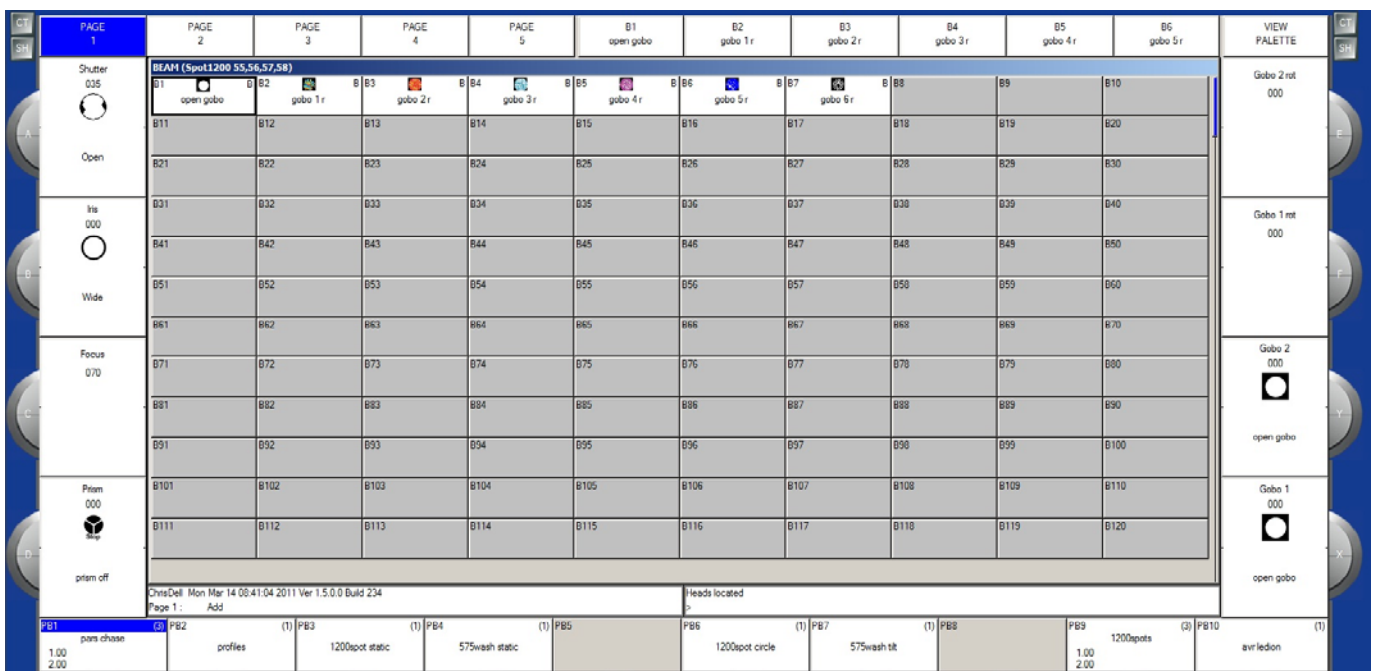 CT
SH
PAGE
1
PAGE
2
PAGE
3
PAGE
4
PAGE
5
B1
open gobo
B2
gobo 1 r
B3
gobo 2 r
B4
gobo 3 r
B5
gobo 4 r
B6
gobo 5 r
VIEW
PALETTE
CT
SH
A
Shutter
035
Open
B
Iris
000
Wide
C
Focus
070
D
Prism
000
Stop
prism off
BEAM (Spot1200 55,56,57,58)
B1 B B2 B B3 B B4 B B5 B B6 B B7 B B8 B9 B10
open gobo gobo 1 r gobo 2 r gobo 3 r gobo 4 r gobo 5 r gobo 6 r
B11 B12 B13 B14 B15 B16 B17 B18 B19 B20
B21 B22 B23 B24 B25 B26 B27 B28 B29 B30
B31 B32 B33 B34 B35 B36 B37 B38 B39 B40
B41 B42 B43 B44 B45 B46 B47 B48 B49 B50
B51 B52 B53 B54 B55 B56 B57 B58 B59 B60
B61 B62 B63 B64 B65 B66 B67 B68 B69 B70
B71 B72 B73 B74 B75 B76 B77 B78 B79 B80
B81 B82 B83 B84 B85 B86 B87 B88 B89 B90
B91 B92 B93 B94 B95 B96 B97 B98 B99 B100
B101 B102 B103 B104 B105 B106 B107 B108 B109 B110
B111 B112 B113 B114 B115 B116 B117 B118 B119 B120
Gobo 2 rot
000
E
Gobo 1 rot
000
F
Gobo 2
000
open gobo
Y
Gobo 1
000
open gobo
X
ChrisDell Mon Mar 14 08:41:04 2011 Ver 1.5.0.0 Build 234
Page 1 : Add
Heads located
>
PB1 (3)
pars chase
1.00
2.00
PB2 (1)
profiles
PB3 (1)
1200spot static
PB4 (1)
575wash static
PB5
PB6 (1)
1200spot circle
PB7 (1)
575wash tilt
PB8
PB9 (3)
1200spots
1.00
2.00
PB10 (1)
avr ledion